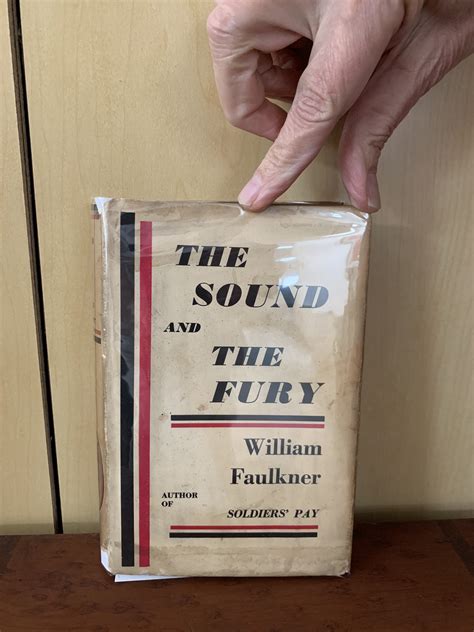 THE
SOUND
AND THE
FURY
William
Faulkner
AUTHOR
OF
SOLDIERS' PAY